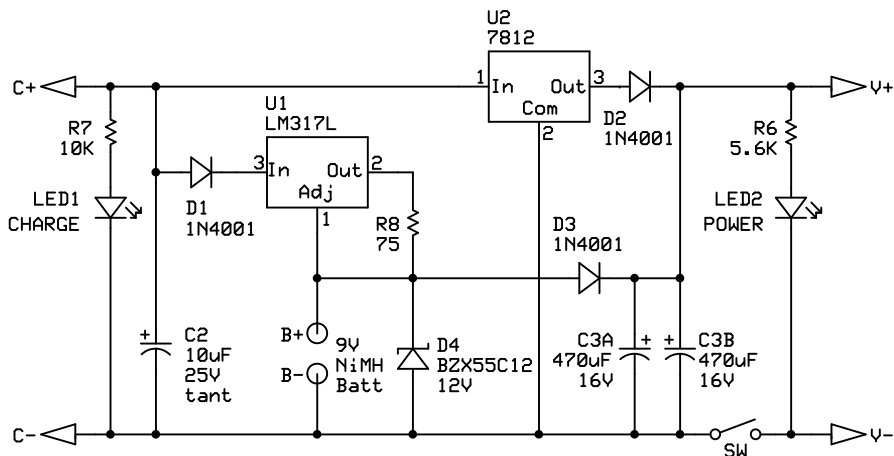 U2
7812
C+
1
In
Out
3
V+
Com
2
D2
1N4001
R7
10K
U1
LM317L
R6
5.6K
3
In
Out
2
Adj
1
D1
1N4001
LED1
CHARGE
R8
75
D3
1N4001
LED2
POWER
+
C2
10uF
25V
tant
B+
B-
9V
NiMH
Batt
D4
BZX55C12
12V
C3A
470uF
16V
+
+
C3B
470uF
16V
C-
SW
V-